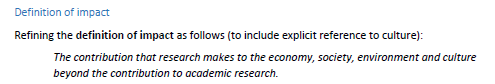 Definition of impact
Refining the definition of impact as follows (to include explicit reference to culture):
The contribution that research makes to the economy, society, environment and culture
beyond the contribution to academic research.